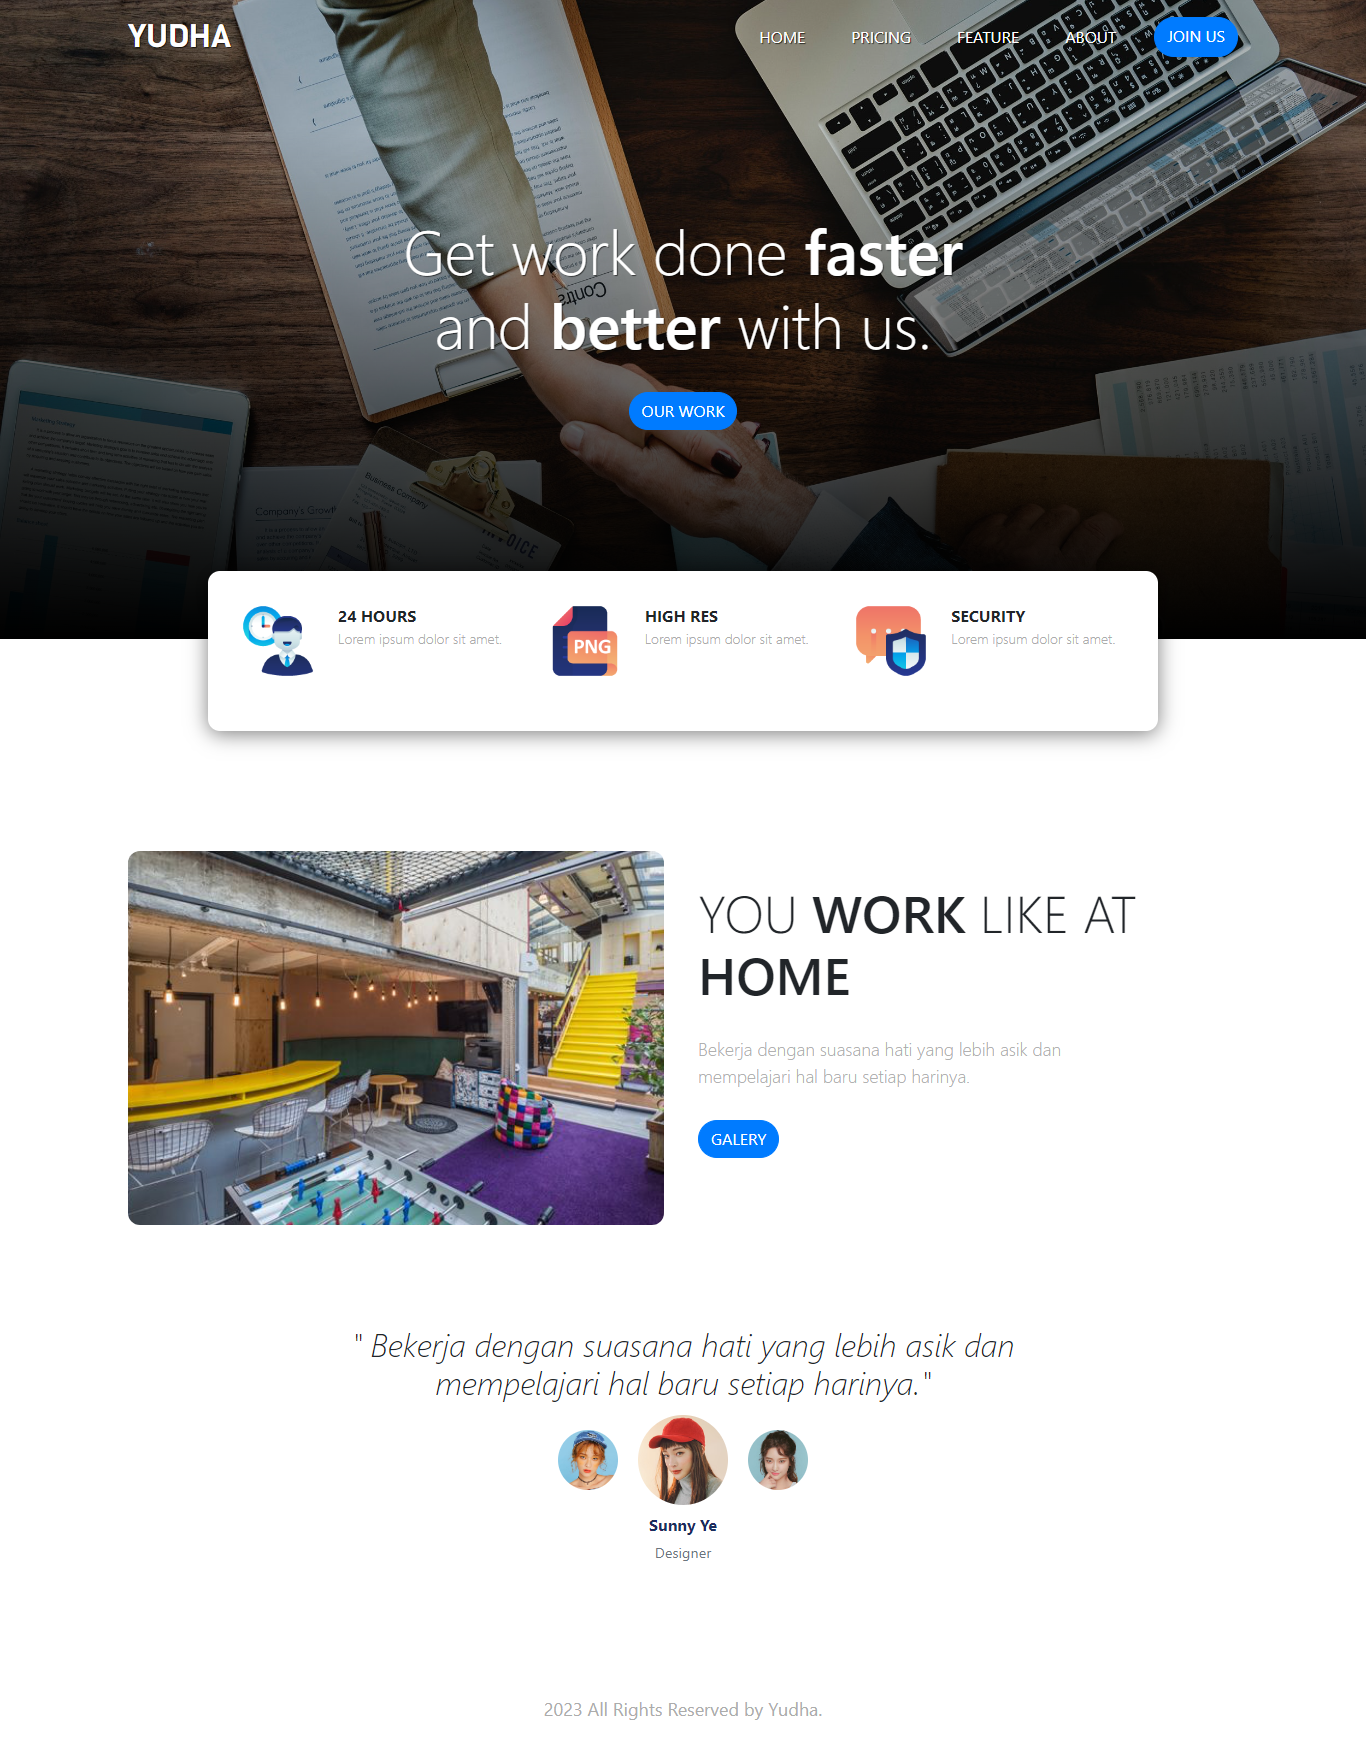 YUDHA
HOME
PRICING
FEATURE
ABOUT
JOIN US
Get work done faster
and better with us.
OUR WORK
Business Company
Company's Growth
24 HOURS
Lorem ipsum dolor sit amet.
PNG
HIGH RES
Lorem ipsum dolor sit amet.
SECURITY
Lorem ipsum dolor sit amet.
YOU WORK LIKE AT
HOME
Bekerja dengan suasana hati yang lebih asik dan
mempelajari hal baru setiap harinya.
GALERY
" Bekerja dengan suasana hati yang lebih asik dan
mempelajari hal baru setiap harinya."
Sunny Ye
Designer
2023 All Rights Reserved by Yudha.